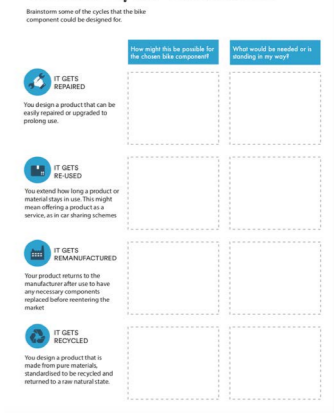 Brainstorm some of the cycles that the bike
component could be designed for.
How might this be possible for
the chosen bike component?
What would be needed or is
standing in my way?
IT GETS
REPAIRED
You design a product that can be
easily repaired or upgraded to
prolong use.
IT GETS
RE-USED
You extend how long a product or
material stays in use. This might
mean offering a product as a
service, as in car sharing schemes
IT GETS
REMANUFACTURED
Your product returns to the
manufacturer after use to have
any necessary components
replaced before reentering the
market
IT GETS
RECYCLED
You design a product that is
made from pure materials,
standardised to be recycled and
returned to a raw natural state.